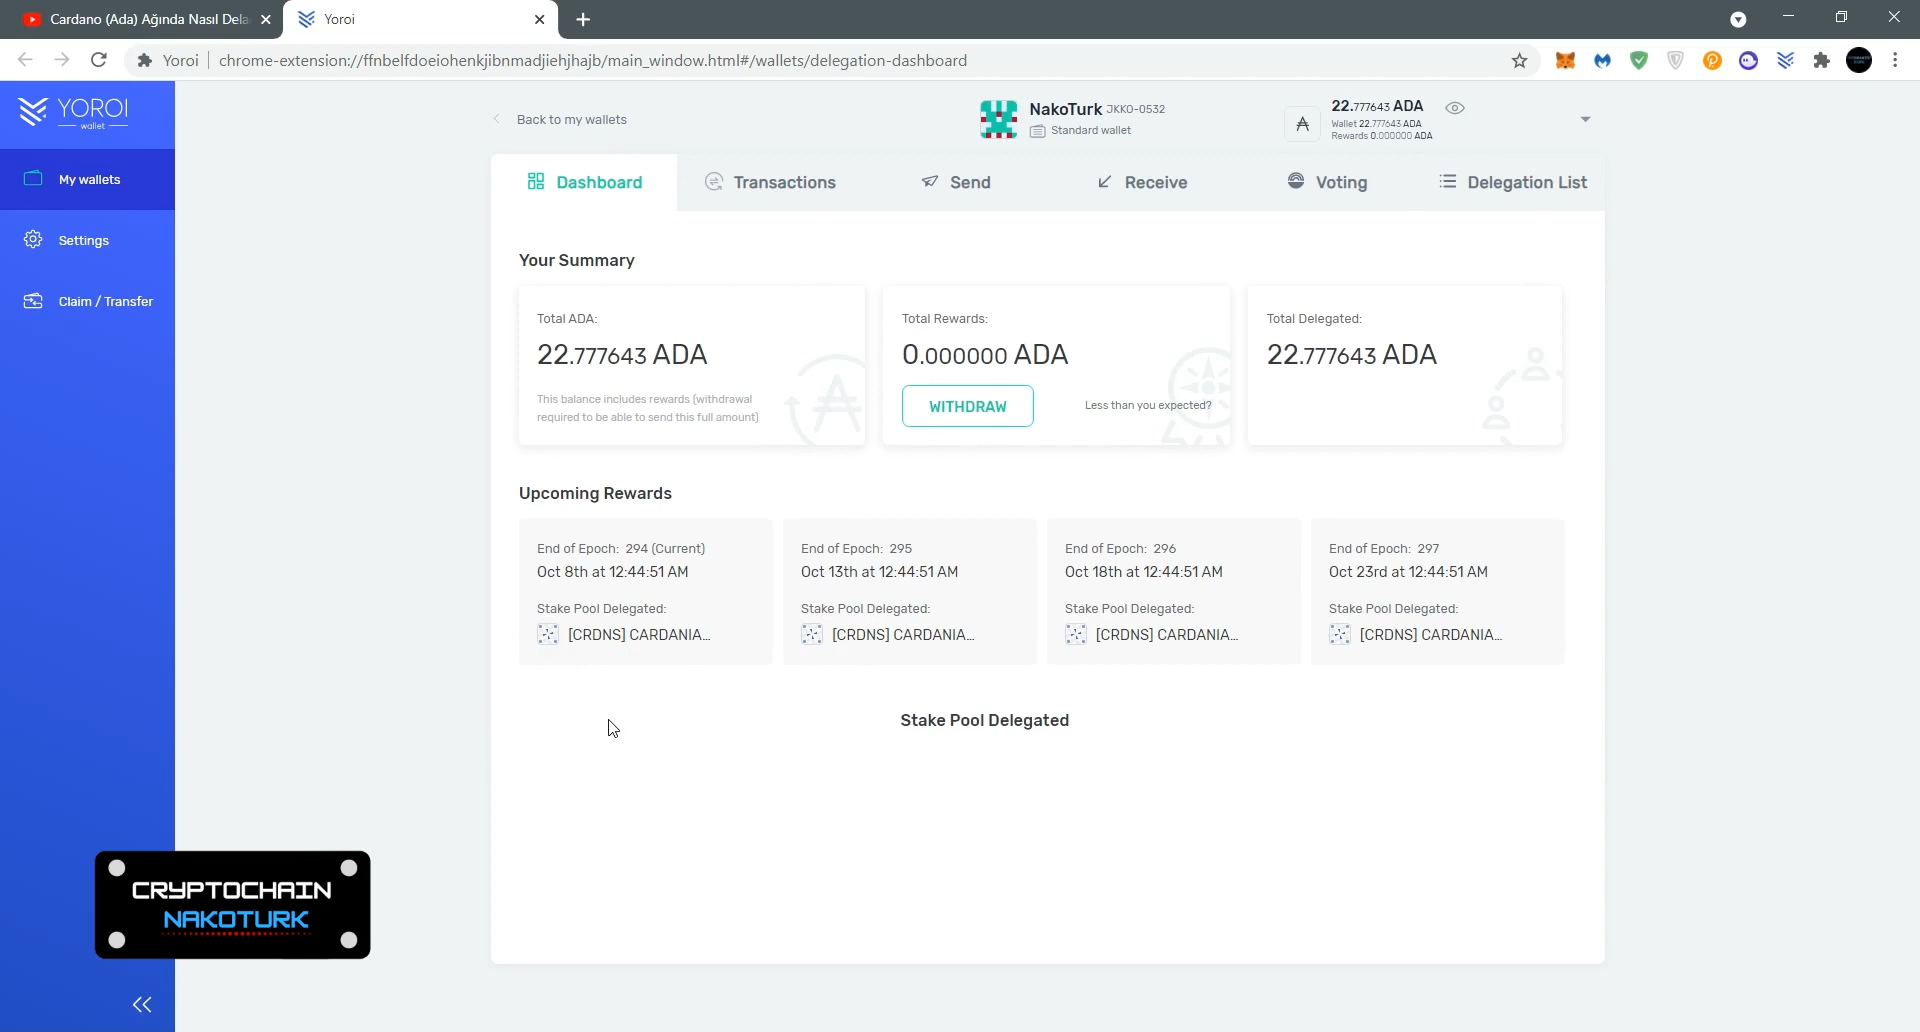 Cardano (Ada) Ağında Nasıl Dela
Yoroi
Yoroi
chrome-extension://ffnbelfdoeiohenkjibnmadjiehjhajb/main_window.html#/wallets/delegation-dashboard
YOROI
wallet
My wallets
Settings
Claim / Transfer
Back to my wallets
NakoTurk JKKO-0532
Standard wallet
22.777643 ADA
Wallet 22.777643 ADA
Rewards 0.000000 ADA
Dashboard
Transactions
Send
Receive
Voting
Delegation List
Your Summary
Total ADA:
22.777643 ADA
This balance includes rewards (withdrawal
required to be able to send this full amount)
Total Rewards:
0.000000 ADA
WITHDRAW
Less than you expected?
Total Delegated:
22.777643 ADA
Upcoming Rewards
End of Epoch: 294 (Current)
Oct 8th at 12:44:51 AM
Stake Pool Delegated:
[CRDNS] CARDANIA...
End of Epoch: 295
Oct 13th at 12:44:51 AM
Stake Pool Delegated:
[CRDNS] CARDANIA...
End of Epoch: 296
Oct 18th at 12:44:51 AM
Stake Pool Delegated:
[CRDNS] CARDANIA...
End of Epoch: 297
Oct 23rd at 12:44:51 AM
Stake Pool Delegated:
[CRDNS] CARDANIA...
Stake Pool Delegated
CRYPTOCHAIN
NAKOTURK